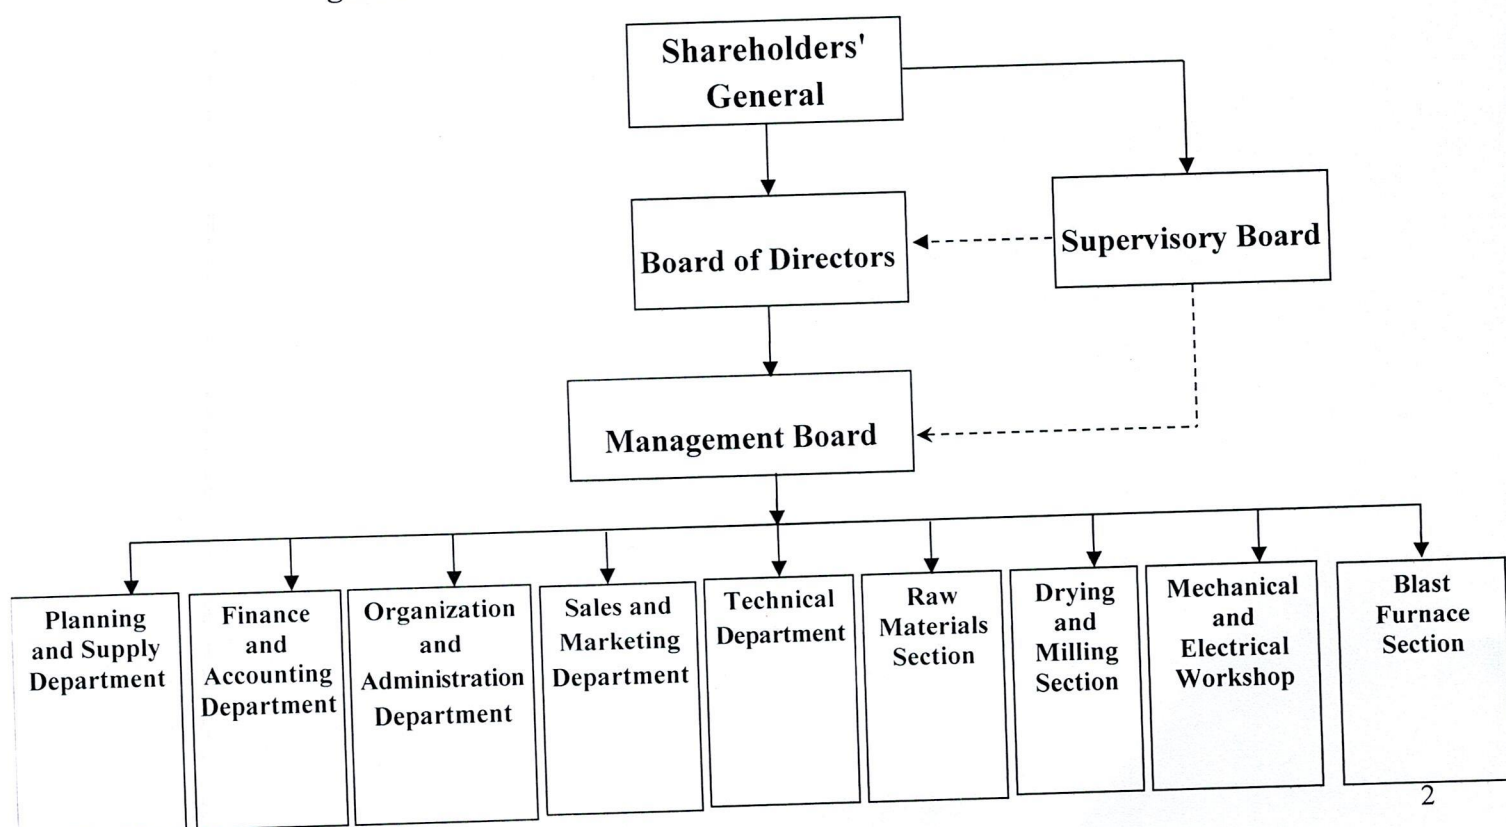 Shareholders'
General
Board of Directors
Supervisory Board
Management Board
Planning
and Supply
Department
Finance
and
Accounting
Department
Organization
and
Administration
Department
Sales and
Marketing
Department
Technical
Department
Raw
Materials
Section
Drying
and
Milling
Section
Mechanical
and
Electrical
Workshop
Blast
Furnace
Section
2